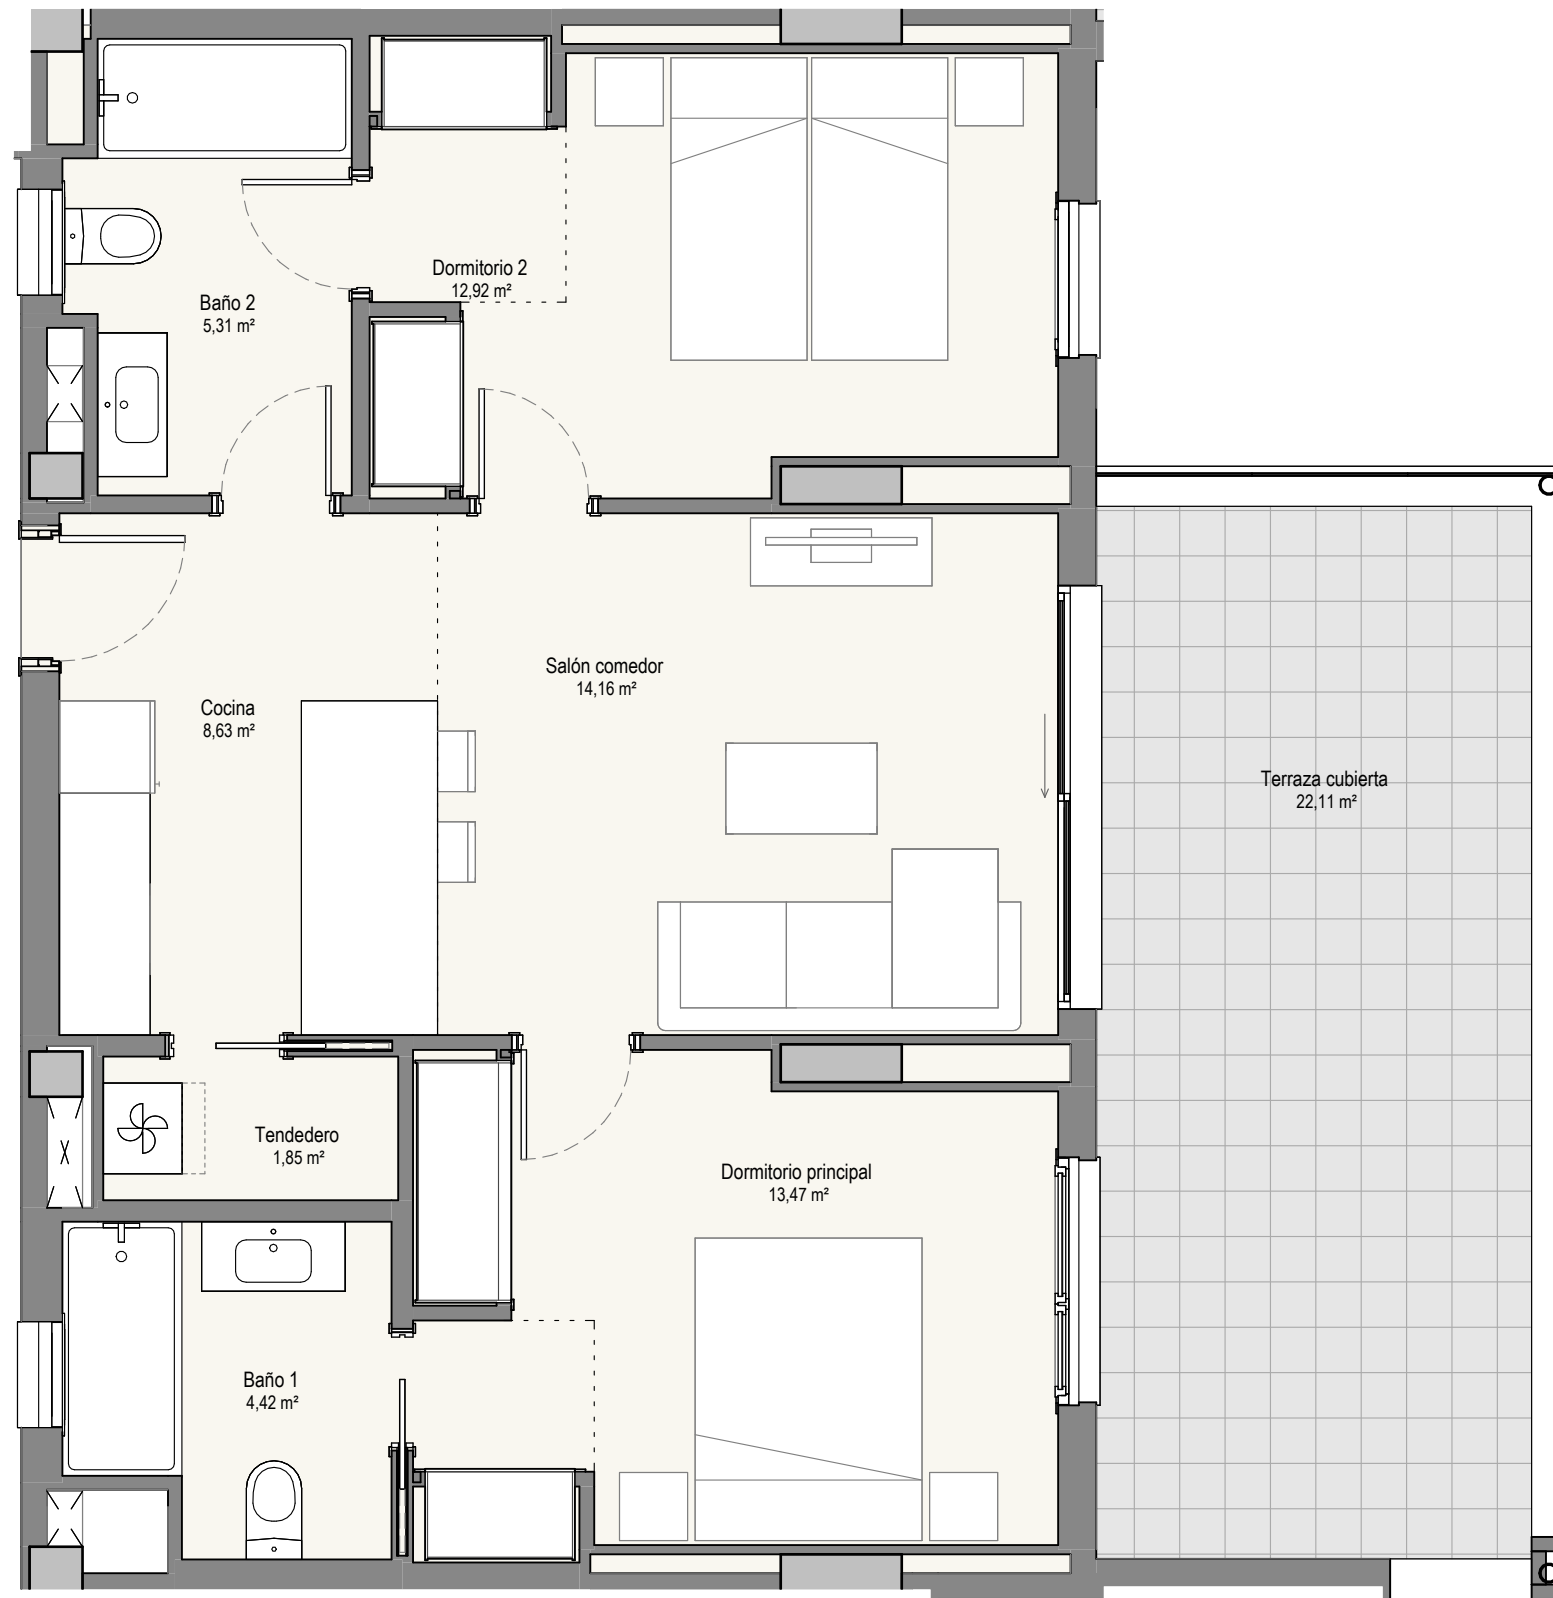 Dormitorio 2
12,92 m²
Baño 2
5,31 m²
Salón comedor
14,16 m²
Cocina
8,63 m²
Terraza cubierta
22,11 m²
Tendedero
1,85 m²
Dormitorio principal
13,47 m²
Baño 1
4,42 m²